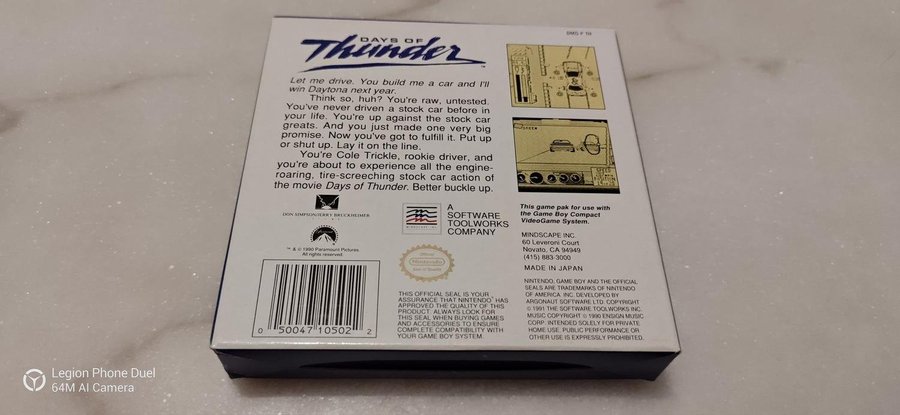 DAYS OF
Thunder
Let me drive. You build me a car and I'll
win Daytona next year.
Think so, huh? You're raw, untested.
You've never driven a stock car before in
your life. You're up against the stock car
greats. And you just made one very big
promise. Now you've got to fulfill it. Put up
or shut up. Lay it on the line.
You're Cole Trickle, rookie driver, and
you're about to experience all the engine-
roaring, tire-screeching stock car action of
the movie Days of Thunder. Better buckle up.
DON SIMPSON/JERRY BRUCKHEIMER
™ & © 1990 Paramount Pictures
All rights reserved.
MINDSCAPE INC.
A
SOFTWARE
TOOLWORKS
COMPANY
Official
Nintendo
Seal of Quality
0 50047 10502 2
THIS OFFICIAL SEAL IS YOUR
ASSURANCE THAT NINTENDO® HAS
APPROVED THE QUALITY OF THIS
PRODUCT. ALWAYS LOOK FOR
THIS SEAL WHEN BUYING GAMES
AND ACCESSORIES TO ENSURE
COMPLETE COMPATIBILITY WITH
YOUR GAME BOY SYSTEM.
This game pak for use with
the Game Boy Compact
VideoGame System.
MINDSCAPE INC.
60 Leveroni Court
Novato, CA 94949
(415) 883-3000
MADE IN JAPAN
NINTENDO, GAME BOY AND THE OFFICIAL
SEALS ARE TRADEMARKS OF NINTENDO
OF AMERICA INC. DEVELOPED BY
ARGONAUT SOFTWARE LTD. COPYRIGHT
© 1991 THE SOFTWARE TOOLWORKS INC.
MUSIC COPYRIGHT © 1990 ENSIGN MUSIC
CORP. INTENDED SOLELY FOR PRIVATE
HOME USE. PUBLIC PERFORMANCE OR
OTHER USE IS EXPRESSLY PROHIBITED.
Legion Phone Duel
64M AI Camera